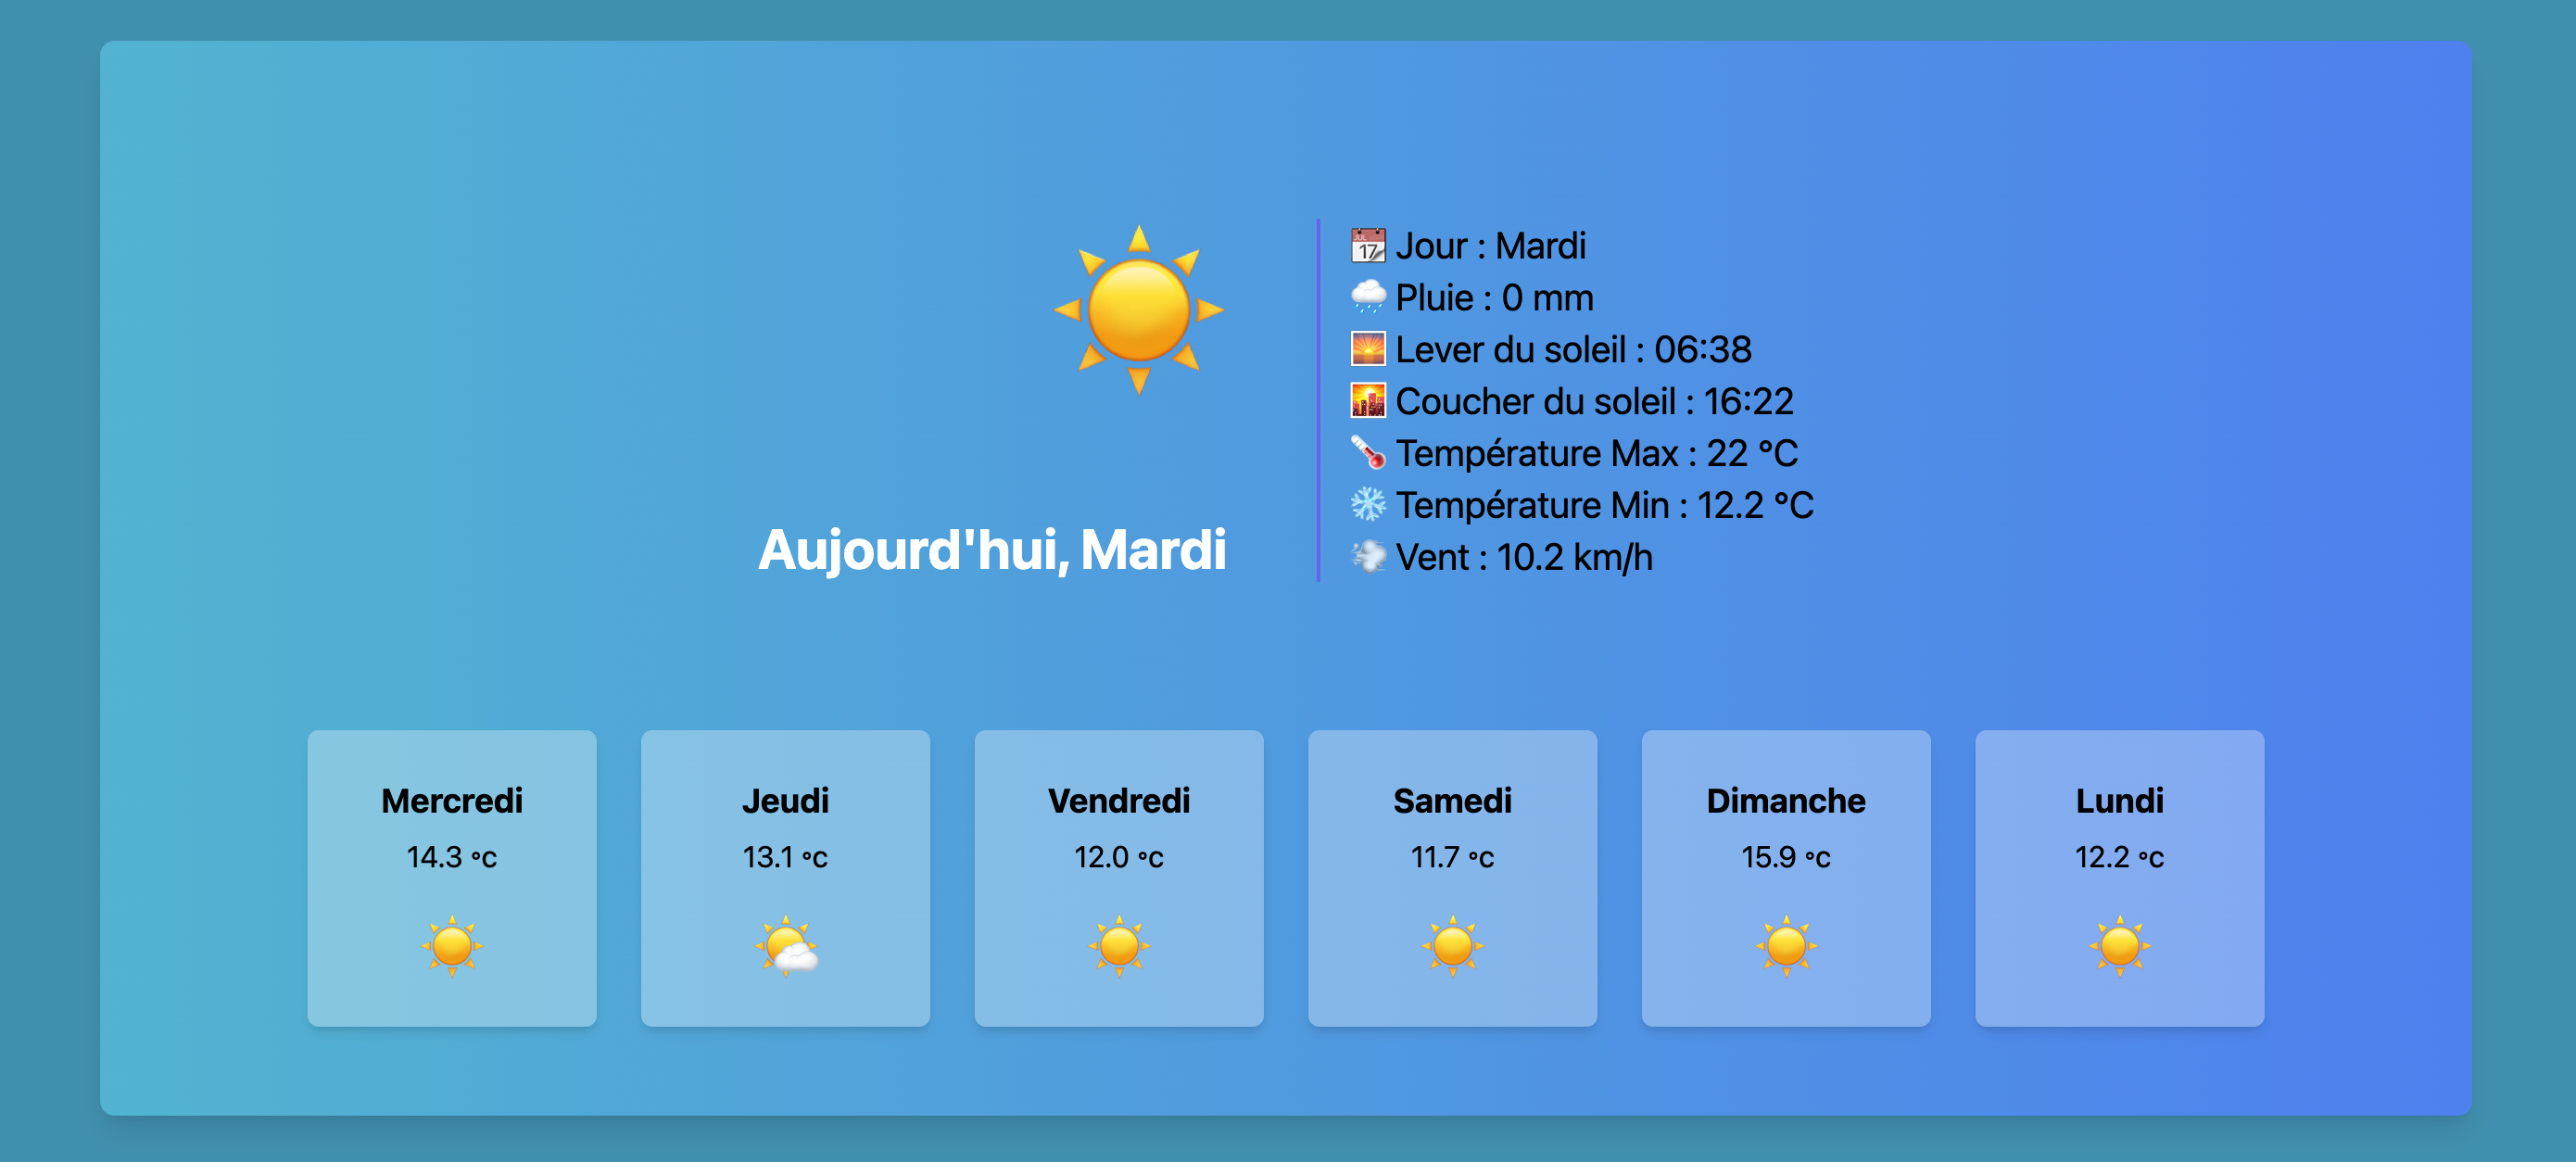 Aujourd'hui, Mardi
📆 Jour : Mardi
🌧️ Pluie : 0 mm
🌅 Lever du soleil : 06:38
🌇 Coucher du soleil : 16:22
🌡️ Température Max : 22 °C
❄️ Température Min : 12.2 °C
💨 Vent : 10.2 km/h
Mercredi
14.3 °c
Jeudi
13.1 °c
Vendredi
12.0 °c
Samedi
11.7 °c
Dimanche
15.9 °c
Lundi
12.2 °c